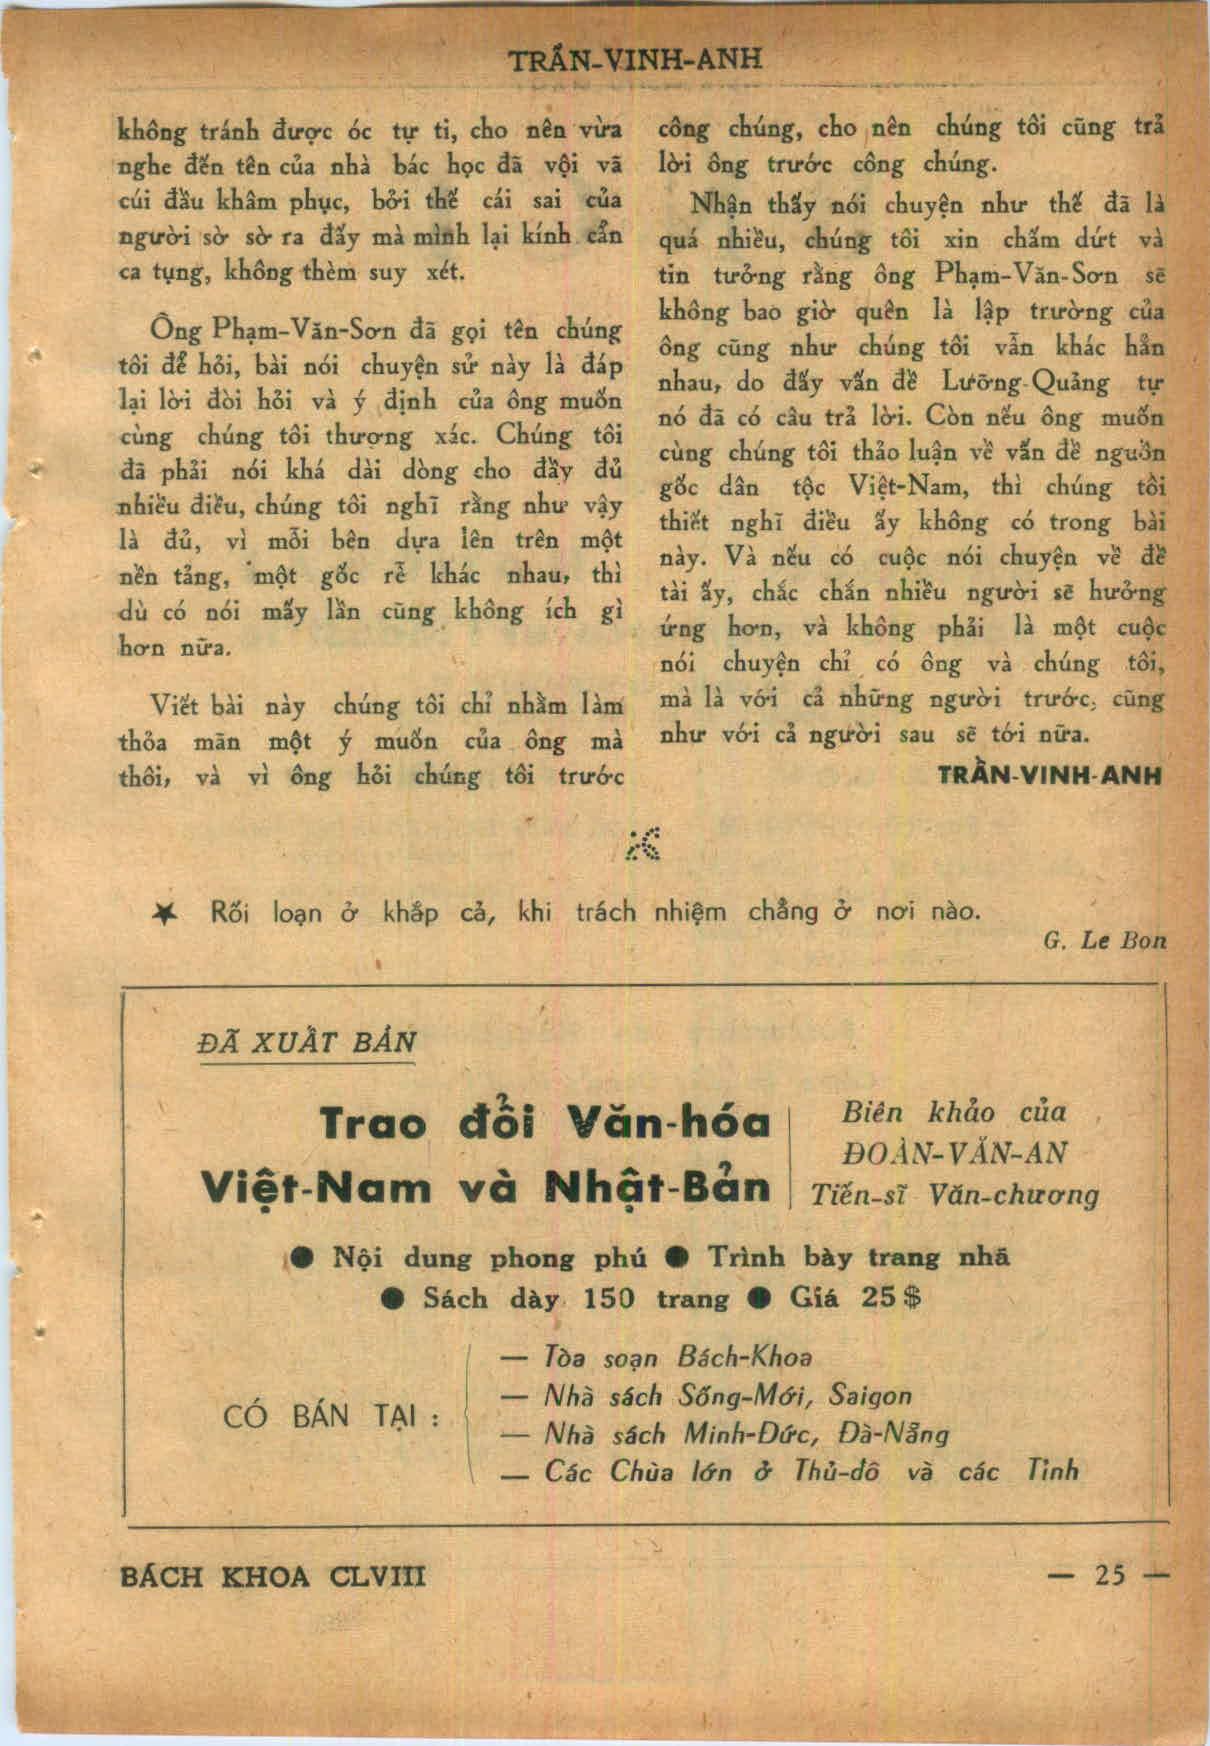 TRẦN-VINH-ANH
không tránh được óc tự ti, cho nên vừa
nghe đến tên của nhà bác học đã vội vã
cúi đầu khâm phục, bởi thế cái sai của
người sờ sờ ra đấy mà mình lại kính cẩn
ca tụng, không thèm suy xét.
Ông Phạm-Văn-Sơn đã gọi tên chúng
tôi để hỏi, bài nói chuyện sử này là đáp
lại lời đòi hỏi và ý định của ông muốn
cùng chúng tôi thương xác. Chúng tôi
đã phải nói khá dài dòng cho đầy đủ
nhiều điều, chúng tôi nghĩ rằng như vậy
là đủ, vì mỗi bên dựa lên trên một
nền tảng, một gốc rễ khác nhau, thì
dù có nói mấy lần cũng không ích gì
hơn nữa.
Viết bài này chúng tôi chỉ nhằm làm
thỏa mãn một ý muốn của ông mà
thôi, và vì ông hỏi chúng tôi trước
công chúng, cho nên chúng tôi cũng trả
lời ông trước công chúng.
Nhận thấy nói chuyện như thế đã là
quá nhiều, chúng tôi xin chấm dứt và
tin tưởng rằng ông Phạm-Văn-Sơn sẽ
không bao giờ quên là lập trường của
ông cũng như chúng tôi vẫn khác hẳn
nhau, do đấy vấn đề Lưỡng-Quảng tự
nó đã có câu trả lời. Còn nếu ông muốn
cùng chúng tôi thảo luận về vấn đề nguồn
gốc dân tộc Việt-Nam, thì chúng tôi
thiết nghĩ điều ấy không có trong bài
này. Và nếu có cuộc nói chuyện về đề
tài ấy, chắc chắn nhiều người sẽ hưởng
ứng hơn, và không phải là một cuộc
nói chuyện chỉ có ông và chúng tôi,
mà là với cả những người trước, cũng
như với cả người sau sẽ tới nữa.
TRẦN-VINH-ANH
★ Rối loạn ở khắp cả, khi trách nhiệm chẳng ở nơi nào.
G. Le Bon
ĐÃ XUẤT BẢN
Trao đổi Văn-hóa
Việt-Nam và Nhật-Bản
Biên khảo của
ĐOÀN-VĂN-AN
Tiến-sĩ Văn-chương
● Nội dung phong phú ● Trình bày trang nhã
● Sách dày 150 trang ● Giá 25$
CÓ BÁN TẠI :
— Tòa soạn Bách-Khoa
— Nhà sách Sống-Mới, Saigon
— Nhà sách Minh-Đức, Đà-Nẵng
— Các Chùa lớn ở Thủ-đô và các Tỉnh
BÁCH KHOA CLVIII
— 25 —